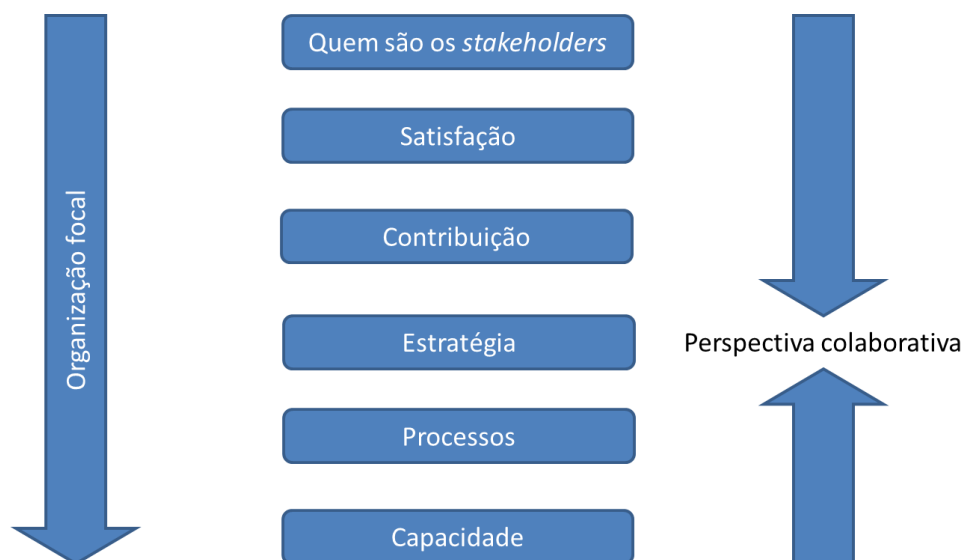 Quem são os stakeholders
Satisfação
Contribuição
Organização focal
Estratégia
Perspectiva colaborativa
Processos
Capacidade